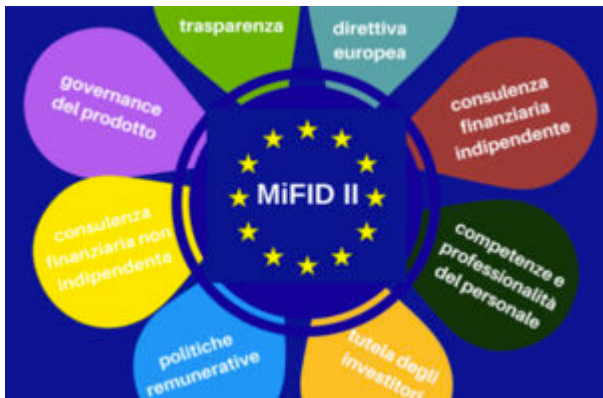 trasparenza
direttiva
europea
governance
del prodotto
consulenza
finanziaria
indipendente
MiFID II
consulenza
finanziaria non
indipendente
competenze e
professionalità
del personale
politiche
remunerative
tutela degli
investitori